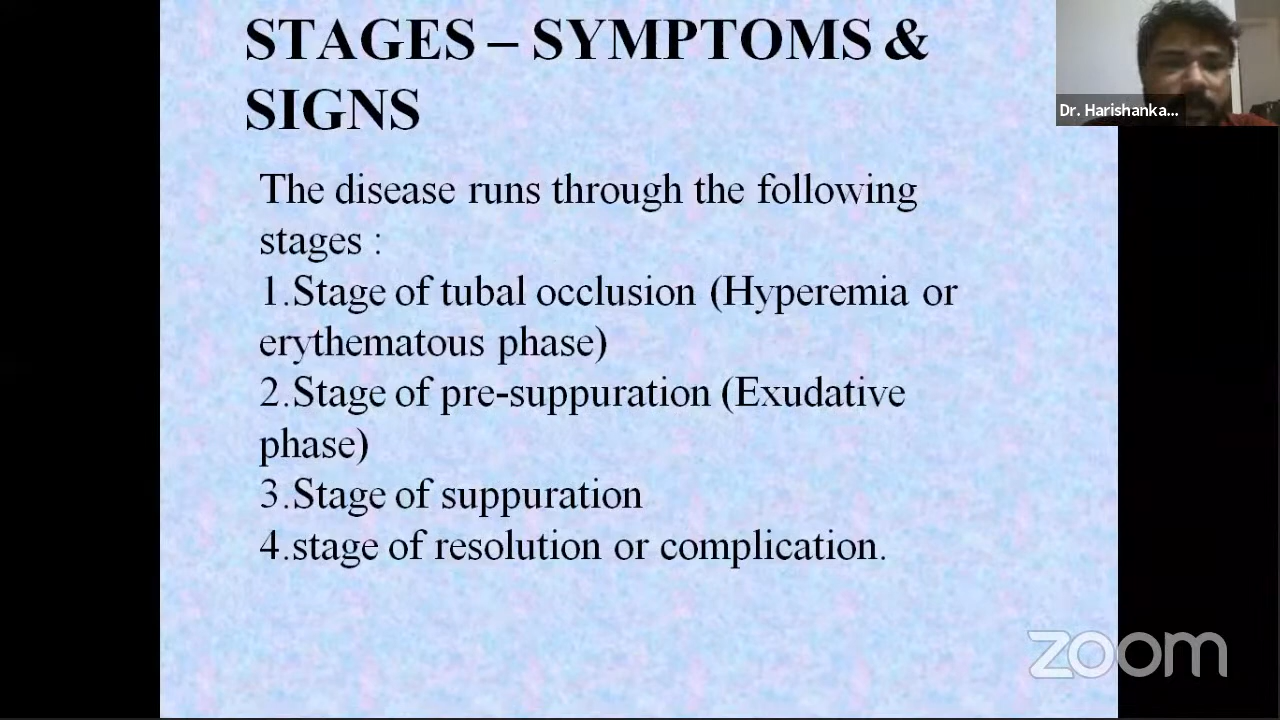 STAGES – SYMPTOMS &
SIGNS
Dr. Harishanka...
The disease runs through the following
stages :
1.Stage of tubal occlusion (Hyperemia or
erythematous phase)
2.Stage of pre-suppuration (Exudative
phase)
3.Stage of suppuration
4.stage of resolution or complication.
zoom